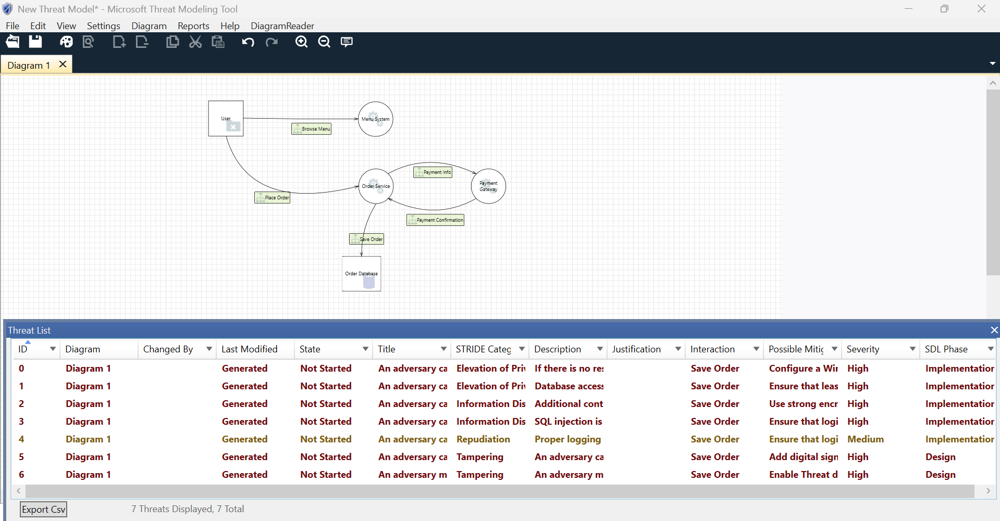 New Threat Model* - Microsoft Threat Modeling Tool
File Edit View Settings Diagram Reports Help DiagramReader
Diagram 1
User
Menu System
Browse Menu
Payment Info
Order Service
Payment
Gateway
Place Order
Payment Confirmation
Save Order
Order Database
Threat List
ID Diagram Changed By Last Modified State Title STRIDE Categ Description Justification Interaction Possible Mitig Severity SDL Phase
0 Diagram 1 Generated Not Started An adversary ca Elevation of Priv If there is no res Save Order Configure a Wir High Implementation
1 Diagram 1 Generated Not Started An adversary ca Elevation of Priv Database access Save Order Ensure that leas High Implementation
2 Diagram 1 Generated Not Started An adversary ca Information Dis Additional cont Save Order Use strong encr High Implementation
3 Diagram 1 Generated Not Started An adversary ca Information Dis SQL injection is Save Order Ensure that logi High Implementation
4 Diagram 1 Generated Not Started An adversary ca Repudiation Proper logging Save Order Ensure that logi Medium Implementation
5 Diagram 1 Generated Not Started An adversary ca Tampering An adversary ca Save Order Add digital sign High Design
6 Diagram 1 Generated Not Started An adversary m Tampering An adversary m Save Order Enable Threat d High Design
Export Csv 7 Threats Displayed, 7 Total